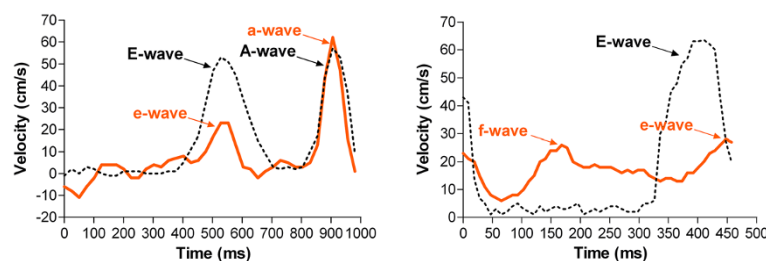 70
60
50
40
30
20
10
0
-10
-20
Velocity (cm/s)
E-wave
a-wave
A-wave
e-wave
0 100 200 300 400 500 600 700 800 900 1000
Time (ms)
70
60
50
40
30
20
10
0
Velocity (cm/s)
E-wave
f-wave
e-wave
0 50 100 150 200 250 300 350 400 450 500
Time (ms)